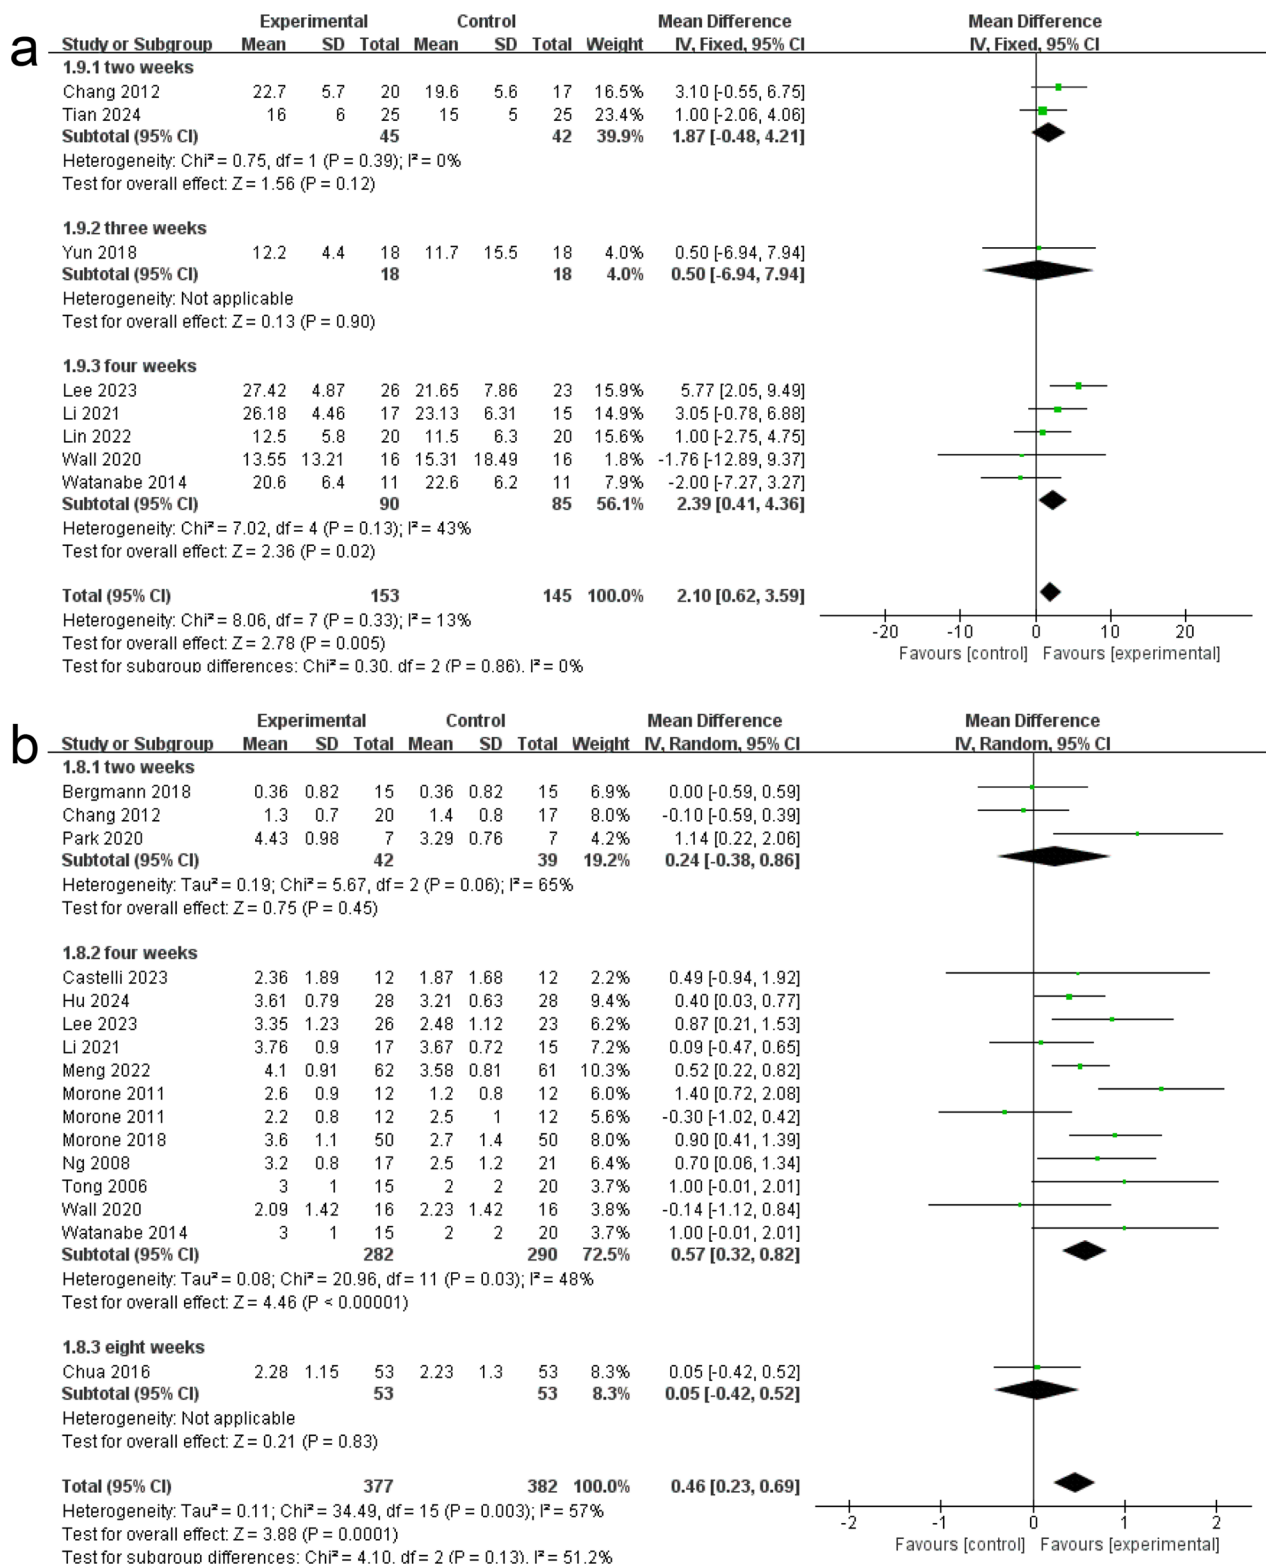 a
Experimental Control Mean Difference Mean Difference
Study or Subgroup Mean SD Total Mean SD Total Weight IV, Fixed, 95% CI IV, Fixed, 95% CI
1.9.1 two weeks
Chang 2012 22.7 5.7 20 19.6 5.6 17 16.5% 3.10 [-0.55, 6.75]
Tian 2024 16 6 25 15 5 25 23.4% 1.00 [-2.06, 4.06]
Subtotal (95% CI) 45 42 39.9% 1.87 [-0.48, 4.21]
Heterogeneity: Chi² = 0.75, df = 1 (P = 0.39); I² = 0%
Test for overall effect: Z = 1.56 (P = 0.12)
1.9.2 three weeks
Yun 2018 12.2 4.4 18 11.7 15.5 18 4.0% 0.50 [-6.94, 7.94]
Subtotal (95% CI) 18 18 4.0% 0.50 [-6.94, 7.94]
Heterogeneity: Not applicable
Test for overall effect: Z = 0.13 (P = 0.90)
1.9.3 four weeks
Lee 2023 27.42 4.87 26 21.65 7.86 23 15.9% 5.77 [2.05, 9.49]
Li 2021 26.18 4.46 17 23.13 6.31 15 14.9% 3.05 [-0.78, 6.88]
Lin 2022 12.5 5.8 20 11.5 6.3 20 15.6% 1.00 [-2.75, 4.75]
Wall 2020 13.55 13.21 16 15.31 18.49 16 1.8% -1.76 [-12.89, 9.37]
Watanabe 2014 20.6 6.4 11 22.6 6.2 11 7.9% -2.00 [-7.27, 3.27]
Subtotal (95% CI) 90 85 56.1% 2.39 [0.41, 4.36]
Heterogeneity: Chi² = 7.02, df = 4 (P = 0.13); I² = 43%
Test for overall effect: Z = 2.36 (P = 0.02)
Total (95% CI) 153 145 100.0% 2.10 [0.62, 3.59]
Heterogeneity: Chi² = 8.06, df = 7 (P = 0.33); I² = 13%
Test for overall effect: Z = 2.78 (P = 0.005)
Test for subgroup differences: Chi² = 0.30, df = 2 (P = 0.86), I² = 0%
-20 -10 0 10 20
Favours [control] Favours [experimental]
b
Experimental Control Mean Difference Mean Difference
Study or Subgroup Mean SD Total Mean SD Total Weight IV, Random, 95% CI IV, Random, 95% CI
1.8.1 two weeks
Bergmann 2018 0.36 0.82 15 0.36 0.82 15 6.9% 0.00 [-0.59, 0.59]
Chang 2012 1.3 0.7 20 1.4 0.8 17 8.0% -0.10 [-0.59, 0.39]
Park 2020 4.43 0.98 7 3.29 0.76 7 4.2% 1.14 [0.22, 2.06]
Subtotal (95% CI) 42 39 19.2% 0.24 [-0.38, 0.86]
Heterogeneity: Tau² = 0.19; Chi² = 5.67, df = 2 (P = 0.06); I² = 65%
Test for overall effect: Z = 0.75 (P = 0.45)
1.8.2 four weeks
Castelli 2023 2.36 1.89 12 1.87 1.68 12 2.2% 0.49 [-0.94, 1.92]
Hu 2024 3.61 0.79 28 3.21 0.63 28 9.4% 0.40 [0.03, 0.77]
Lee 2023 3.35 1.23 26 2.48 1.12 23 6.2% 0.87 [0.21, 1.53]
Li 2021 3.76 0.9 17 3.67 0.72 15 7.2% 0.09 [-0.47, 0.65]
Meng 2022 4.1 0.91 62 3.58 0.81 61 10.3% 0.52 [0.22, 0.82]
Morone 2011 2.6 0.9 12 1.2 0.8 12 6.0% 1.40 [0.72, 2.08]
Morone 2011 2.2 0.8 12 2.5 1 12 5.6% -0.30 [-1.02, 0.42]
Morone 2018 3.6 1.1 50 2.7 1.4 50 8.0% 0.90 [0.41, 1.39]
Ng 2008 3.2 0.8 17 2.5 1.2 21 6.4% 0.70 [0.06, 1.34]
Tong 2006 3 1 15 2 2 20 3.7% 1.00 [-0.01, 2.01]
Wall 2020 2.09 1.42 16 2.23 1.42 16 3.8% -0.14 [-1.12, 0.84]
Watanabe 2014 3 1 15 2 2 20 3.7% 1.00 [-0.01, 2.01]
Subtotal (95% CI) 282 290 72.5% 0.57 [0.32, 0.82]
Heterogeneity: Tau² = 0.08; Chi² = 20.96, df = 11 (P = 0.03); I² = 48%
Test for overall effect: Z = 4.46 (P < 0.00001)
1.8.3 eight weeks
Chua 2016 2.28 1.15 53 2.23 1.3 53 8.3% 0.05 [-0.42, 0.52]
Subtotal (95% CI) 53 53 8.3% 0.05 [-0.42, 0.52]
Heterogeneity: Not applicable
Test for overall effect: Z = 0.21 (P = 0.83)
Total (95% CI) 377 382 100.0% 0.46 [0.23, 0.69]
Heterogeneity: Tau² = 0.11; Chi² = 34.49, df = 15 (P = 0.003); I² = 57%
Test for overall effect: Z = 3.88 (P = 0.0001)
Test for subgroup differences: Chi² = 4.10, df = 2 (P = 0.13), I² = 51.2%
-2 -1 0 1 2
Favours [control] Favours [experimental]